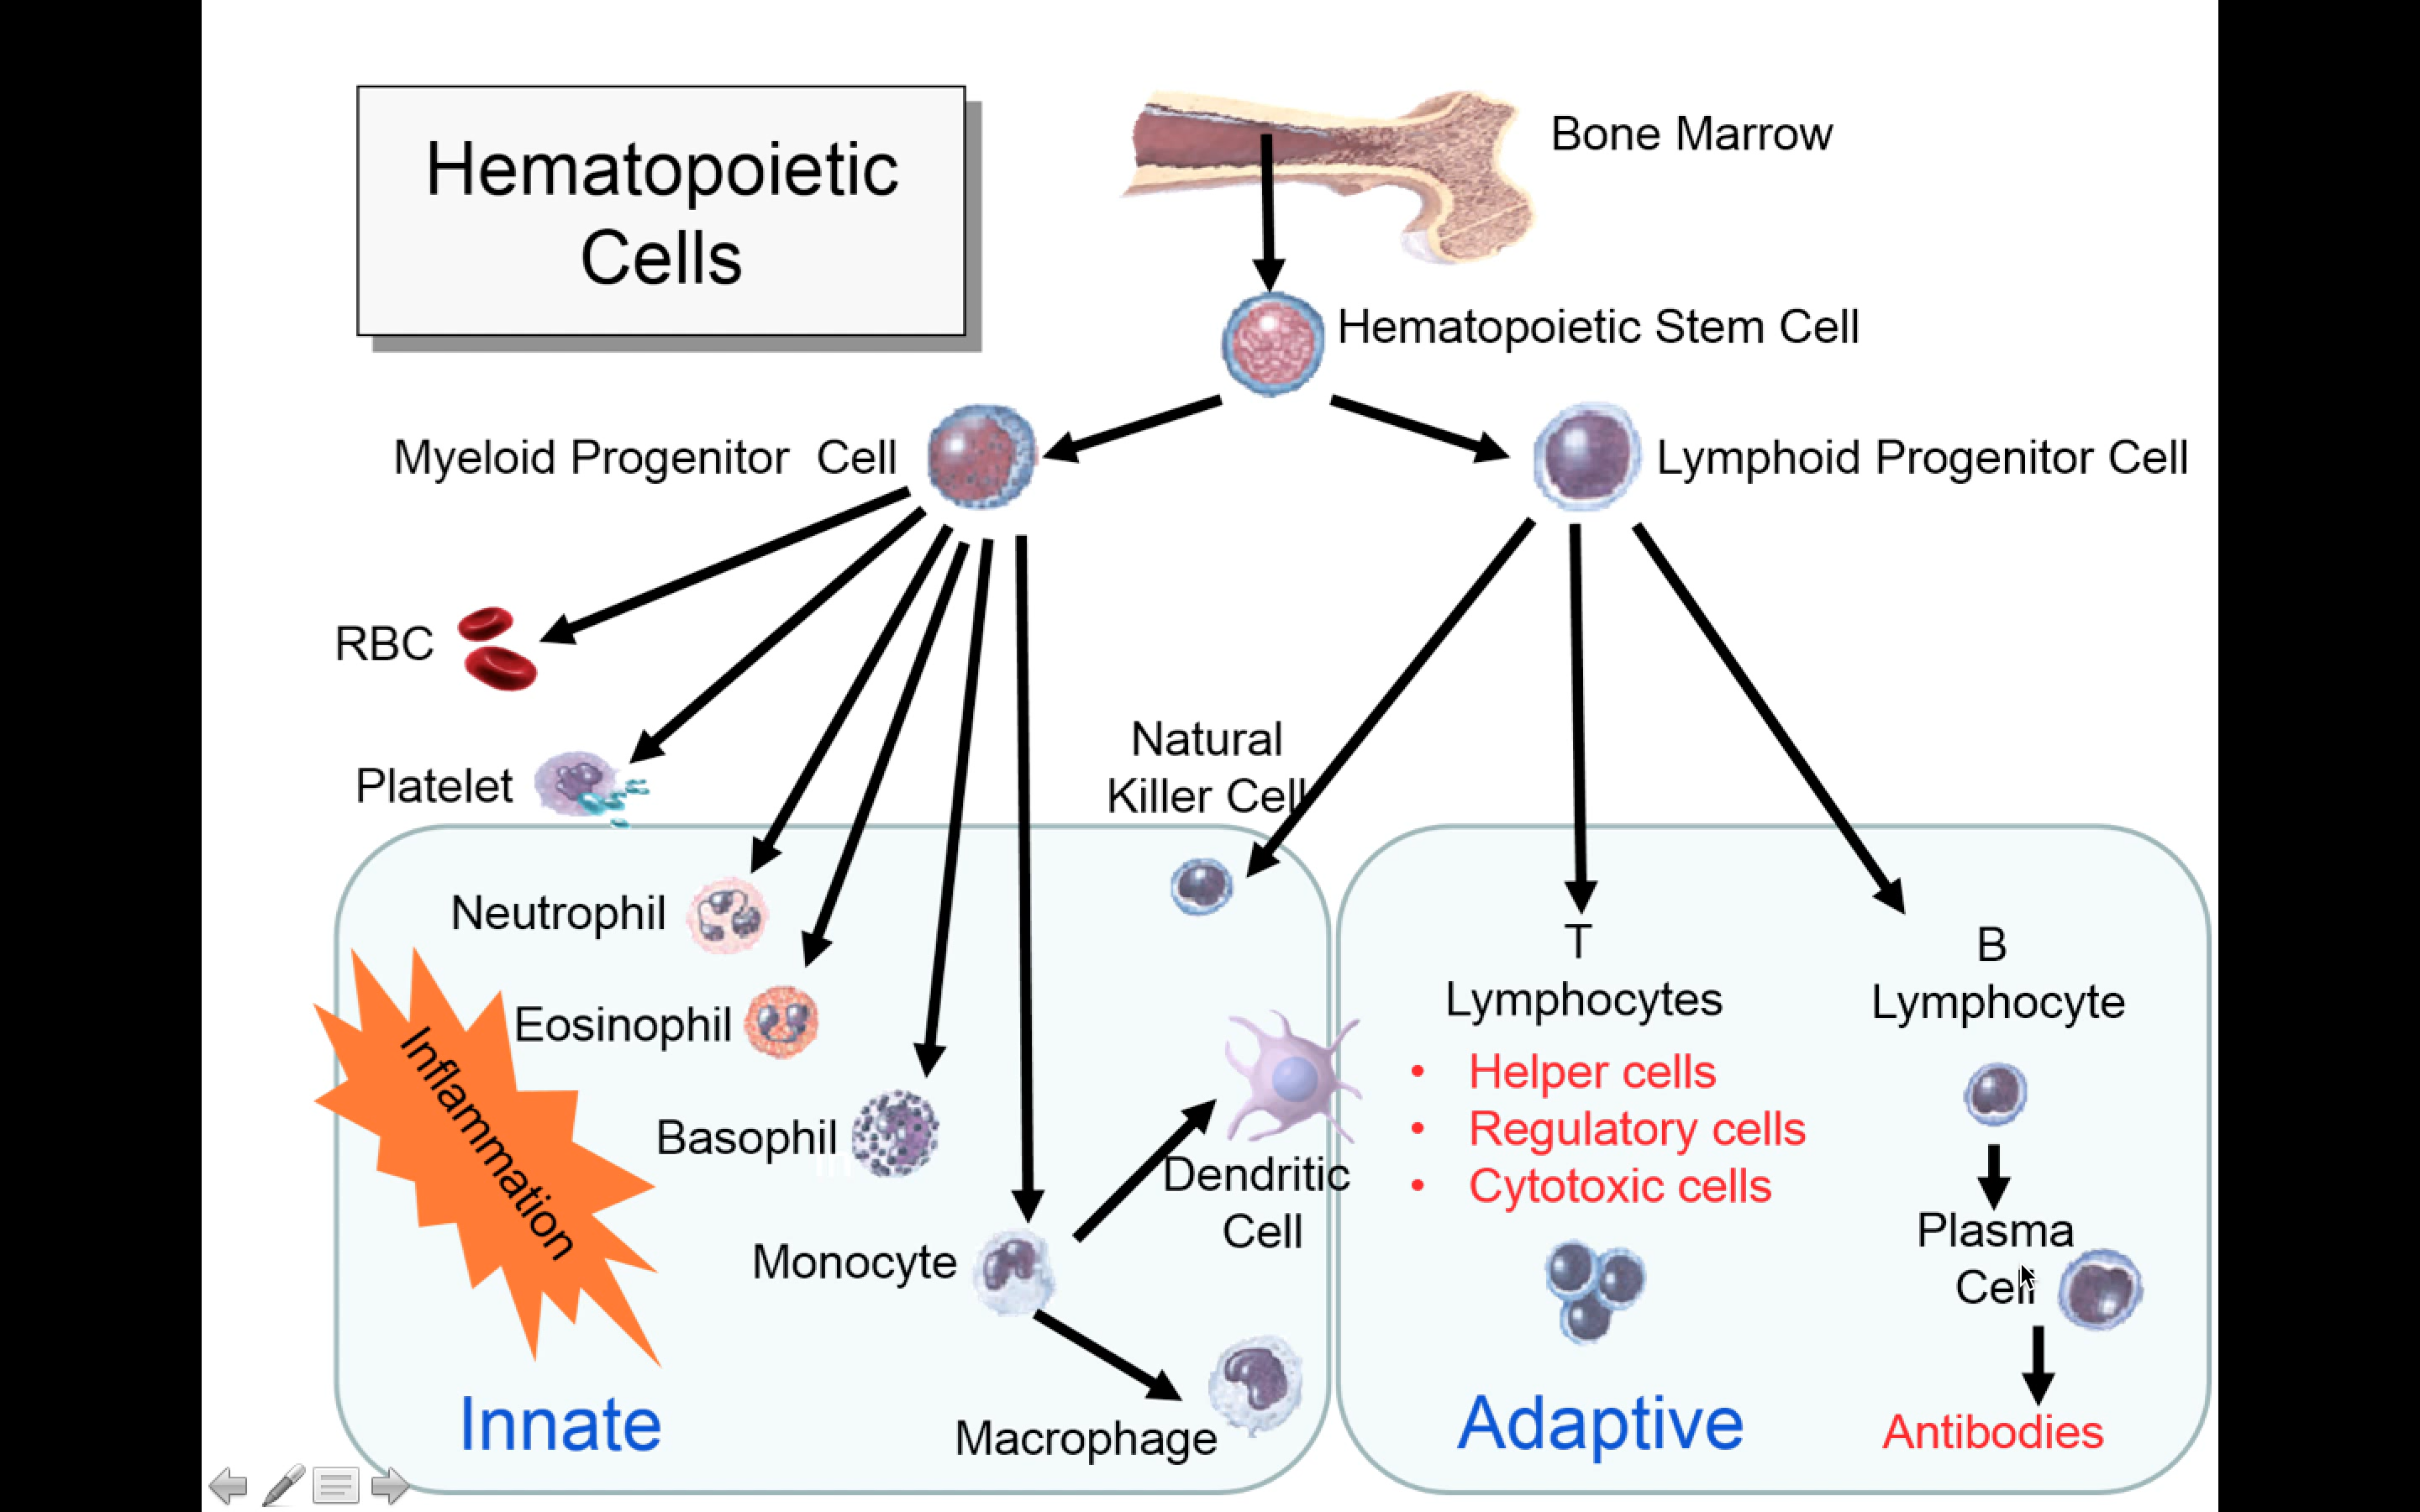 Hematopoietic
Cells
Bone Marrow
Hematopoietic Stem Cell
Myeloid Progenitor Cell
Lymphoid Progenitor Cell
RBC
Platelet
Natural
Killer Cell
Neutrophil
Eosinophil
Basophil
Monocyte
Dendritic
Cell
Macrophage
Inflammation
Innate
T
Lymphocytes
• Helper cells
• Regulatory cells
• Cytotoxic cells
B
Lymphocyte
Plasma
Cell
Antibodies
Adaptive